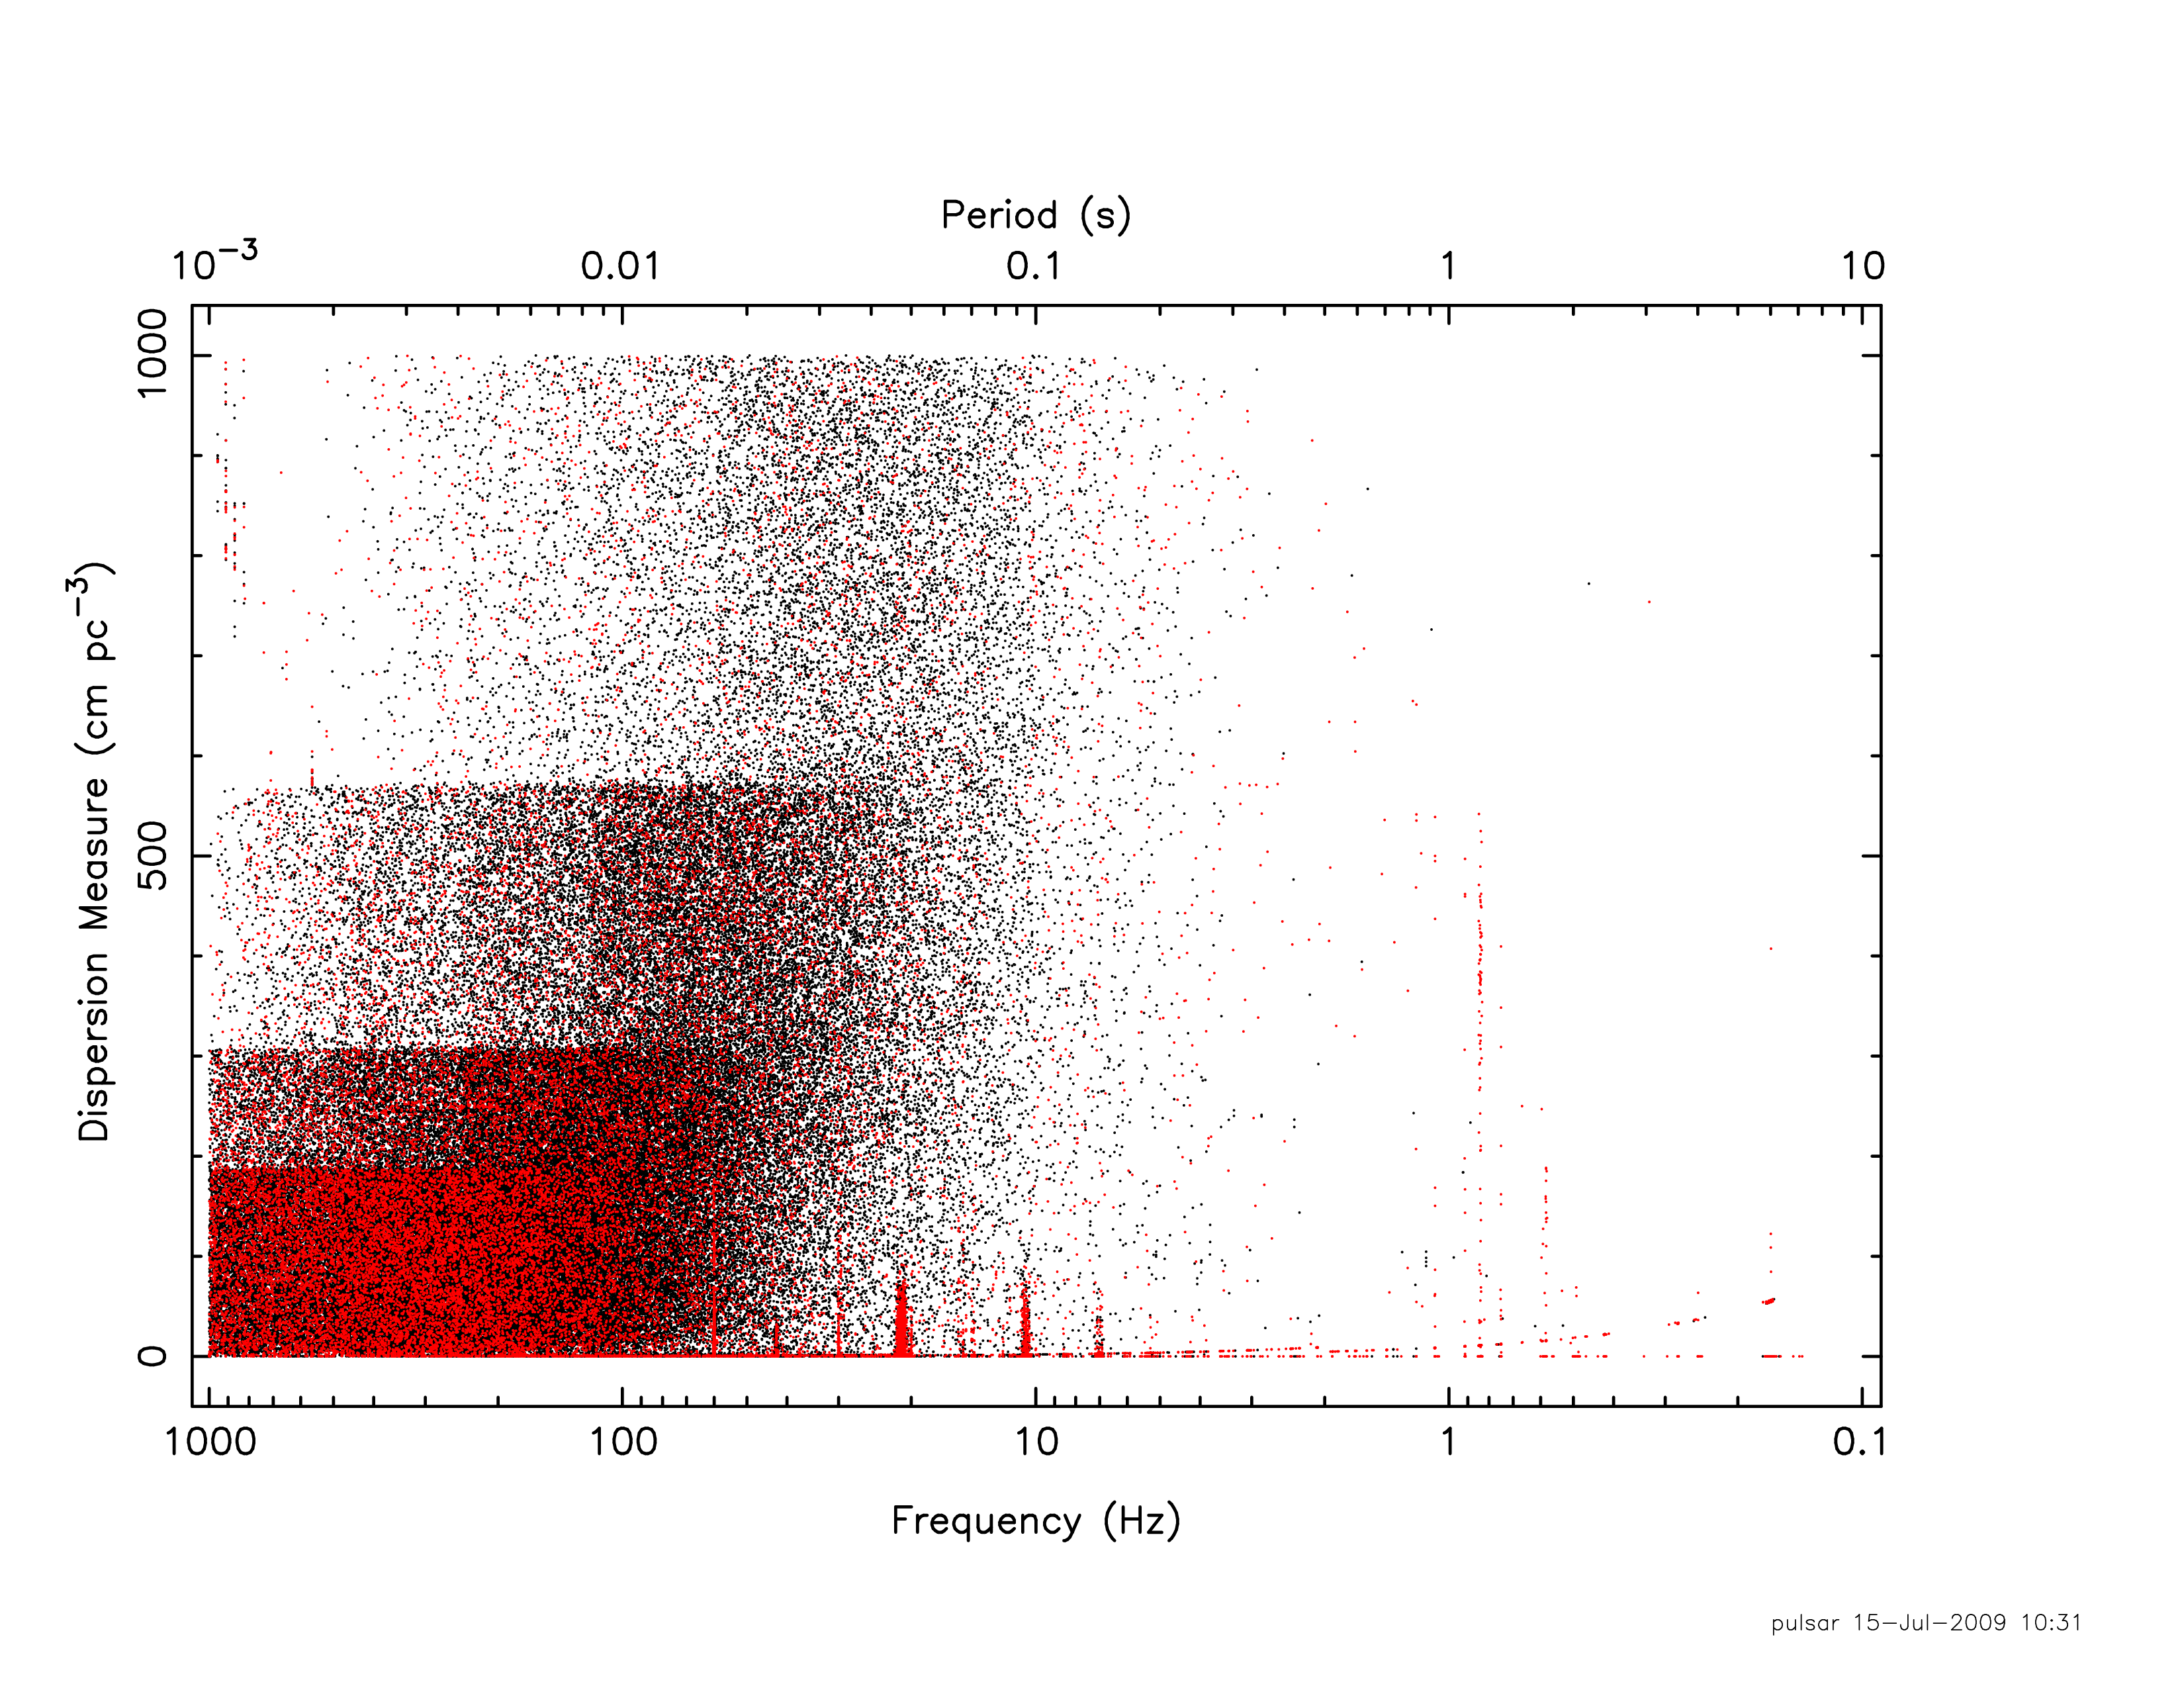 Period (s)
10⁻³ 0.01 0.1 1 10
1000
500
0
Dispersion Measure (cm pc⁻³)
1000 100 10 1 0.1
Frequency (Hz)
pulsar 15-Jul-2009 10:31